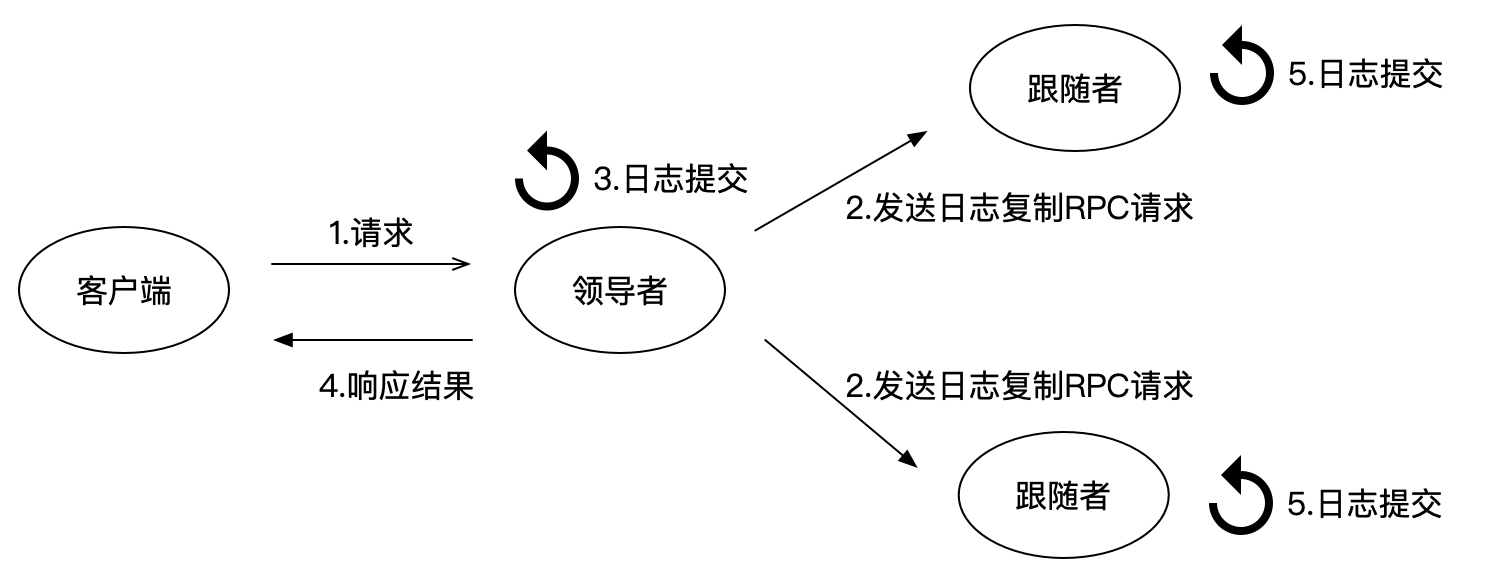 跟随者
5.日志提交
3.日志提交
2.发送日志复制RPC请求
1.请求
客户端
领导者
4.响应结果
2.发送日志复制RPC请求
跟随者
5.日志提交